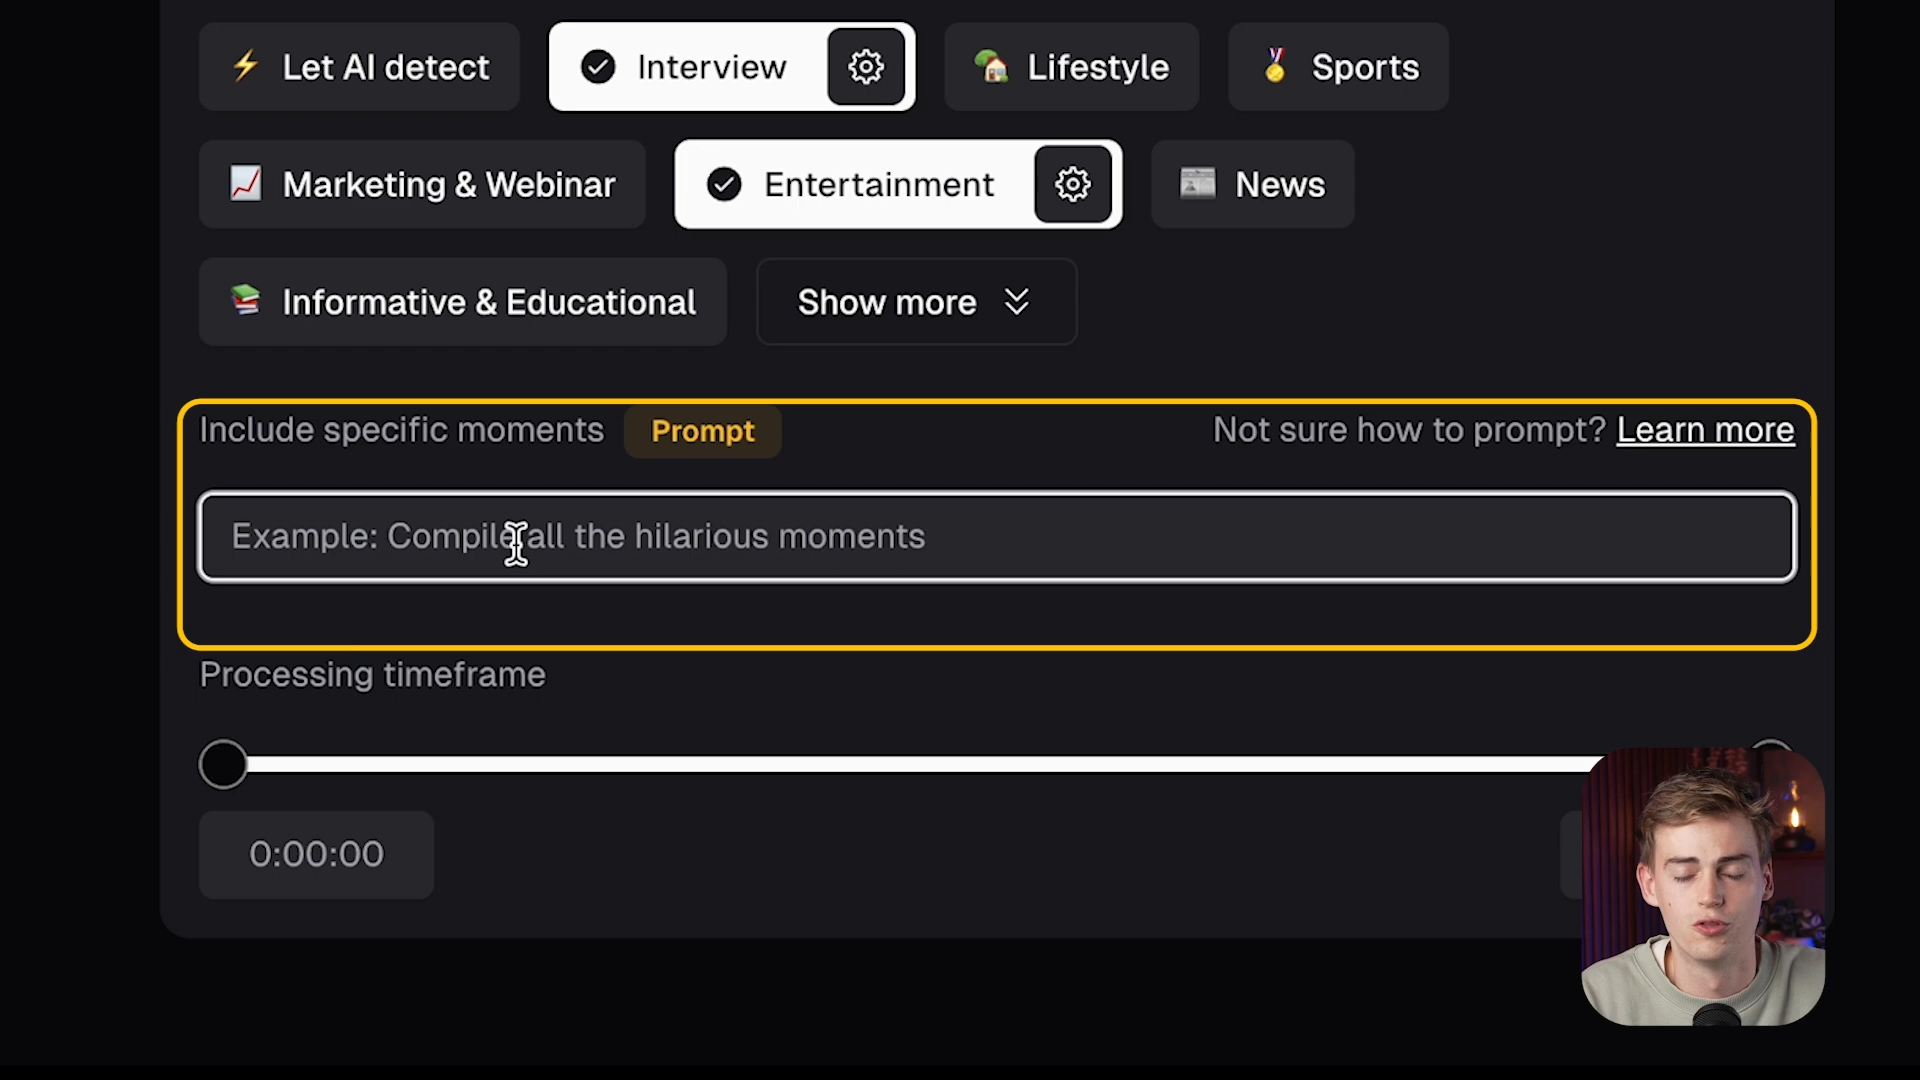 Let AI detect
Interview
Lifestyle
Sports
Marketing & Webinar
Entertainment
News
Informative & Educational
Show more
Include specific moments Prompt
Not sure how to prompt? Learn more
Example: Compile all the hilarious moments
Processing timeframe
0:00:00